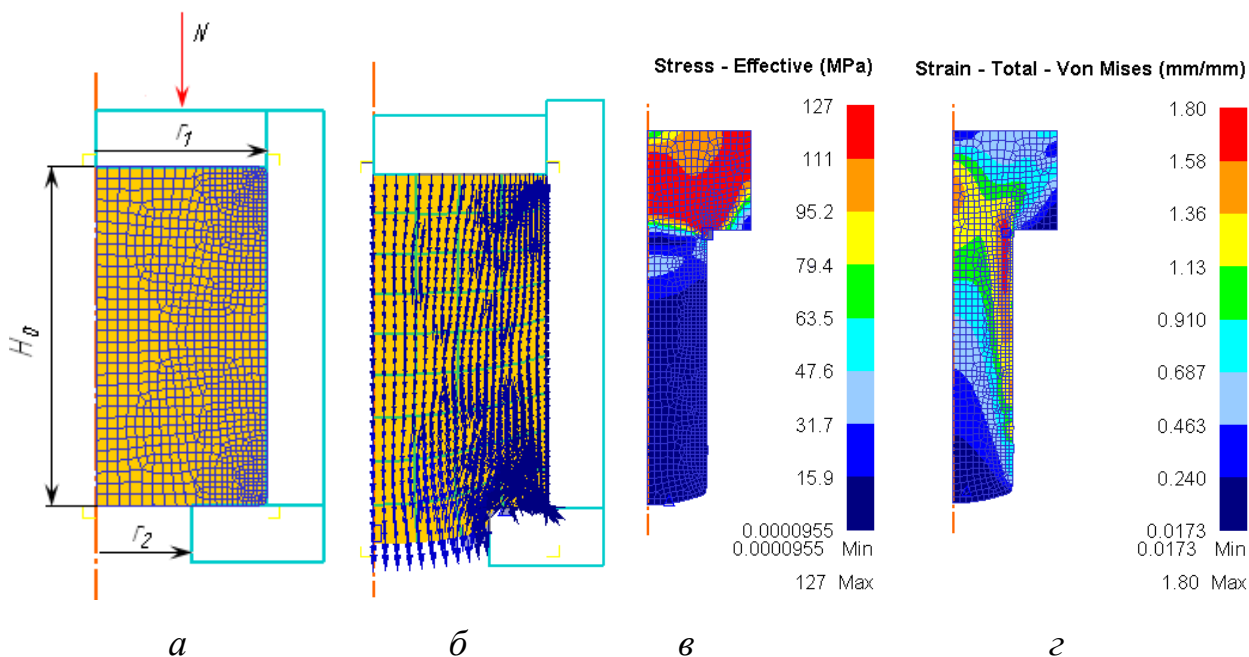 N
r1
H0
r2
Stress - Effective (MPa)
127
111
95.2
79.4
63.5
47.6
31.7
15.9
0.0000955
0.0000955 Min
127 Max
Strain - Total - Von Mises (mm/mm)
1.80
1.58
1.36
1.13
0.910
0.687
0.463
0.240
0.0173
0.0173 Min
1.80 Max
а
б
в
г